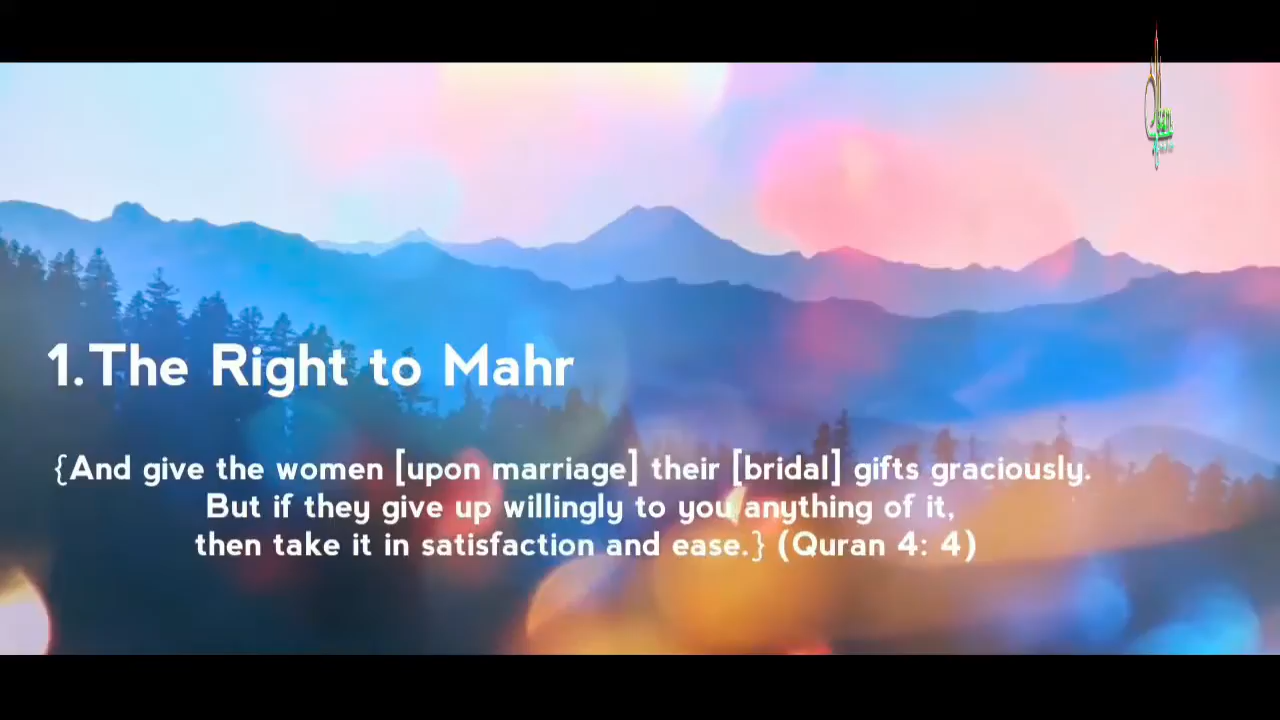 1.The Right to Mahr
{And give the women [upon marriage] their [bridal] gifts graciously.
But if they give up willingly to you anything of it,
then take it in satisfaction and ease.} (Quran 4: 4)